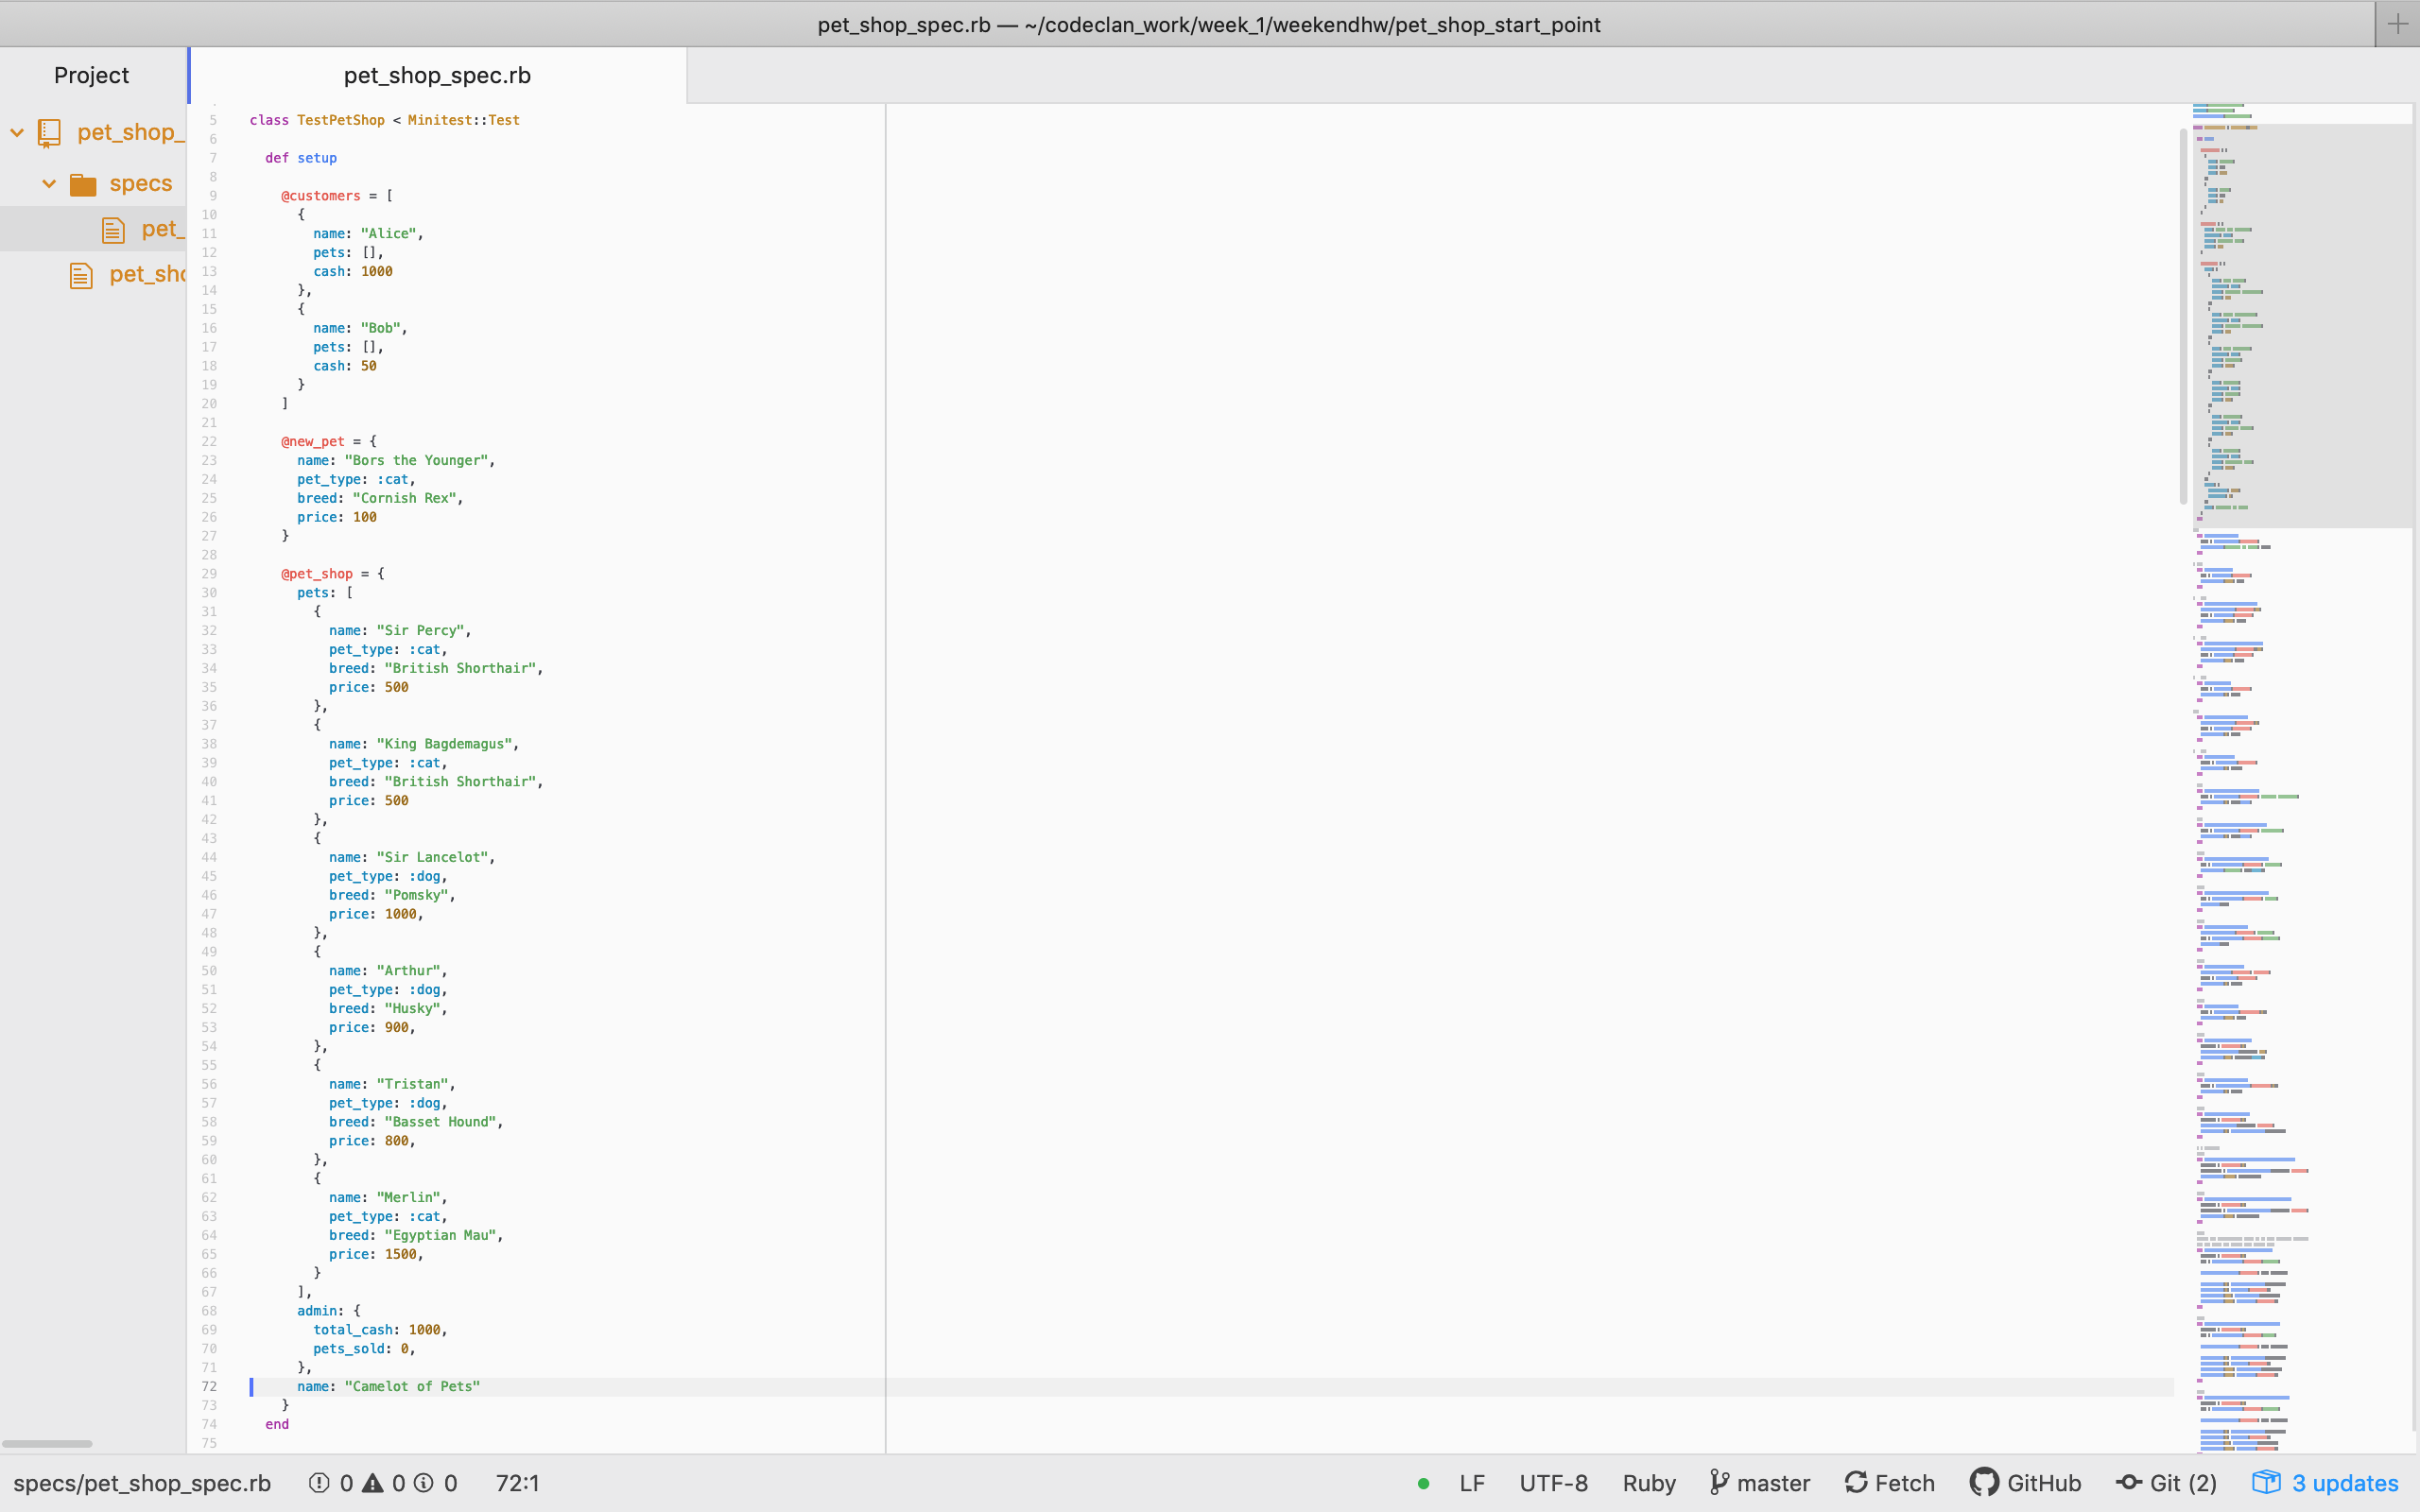 pet_shop_spec.rb — ~/codeclan_work/week_1/weekendhw/pet_shop_start_point
Project
pet_shop_spec.rb
pet_shop_
specs
pet_
pet_sho
5 class TestPetShop < Minitest::Test
6
7 def setup
8
9 @customers = [
10 {
11 name: "Alice",
12 pets: [],
13 cash: 1000
14 },
15 {
16 name: "Bob",
17 pets: [],
18 cash: 50
19 }
20 ]
21
22 @new_pet = {
23 name: "Bors the Younger",
24 pet_type: :cat,
25 breed: "Cornish Rex",
26 price: 100
27 }
28
29 @pet_shop = {
30 pets: [
31 {
32 name: "Sir Percy",
33 pet_type: :cat,
34 breed: "British Shorthair",
35 price: 500
36 },
37 {
38 name: "King Bagdemagus",
39 pet_type: :cat,
40 breed: "British Shorthair",
41 price: 500
42 },
43 {
44 name: "Sir Lancelot",
45 pet_type: :dog,
46 breed: "Pomsky",
47 price: 1000,
48 },
49 {
50 name: "Arthur",
51 pet_type: :dog,
52 breed: "Husky",
53 price: 900,
54 },
55 {
56 name: "Tristan",
57 pet_type: :dog,
58 breed: "Basset Hound",
59 price: 800,
60 },
61 {
62 name: "Merlin",
63 pet_type: :cat,
64 breed: "Egyptian Mau",
65 price: 1500,
66 }
67 ],
68 admin: {
69 total_cash: 1000,
70 pets_sold: 0,
71 },
72 name: "Camelot of Pets"
73 }
74 end
75
specs/pet_shop_spec.rb 0 0 0 72:1 LF UTF-8 Ruby master Fetch GitHub Git (2) 3 updates